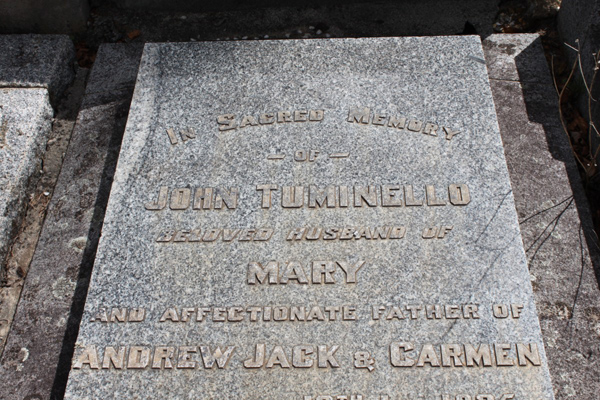 In Sacred Memory
— OF —
JOHN TUMINELLO
BELOVED HUSBAND OF
MARY
AND AFFECTIONATE FATHER OF
ANDREW JACK & CARMEN